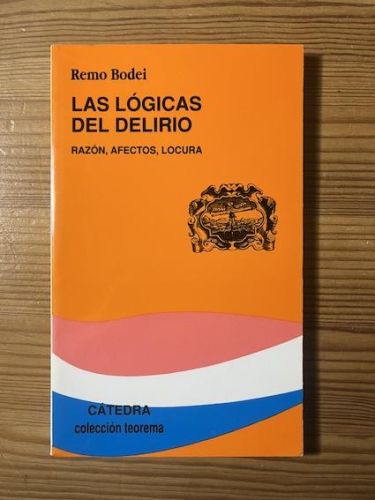 Remo Bodei
LAS LÓGICAS
DEL DELIRIO
RAZÓN, AFECTOS, LOCURA
CÁTEDRA
colección teorema